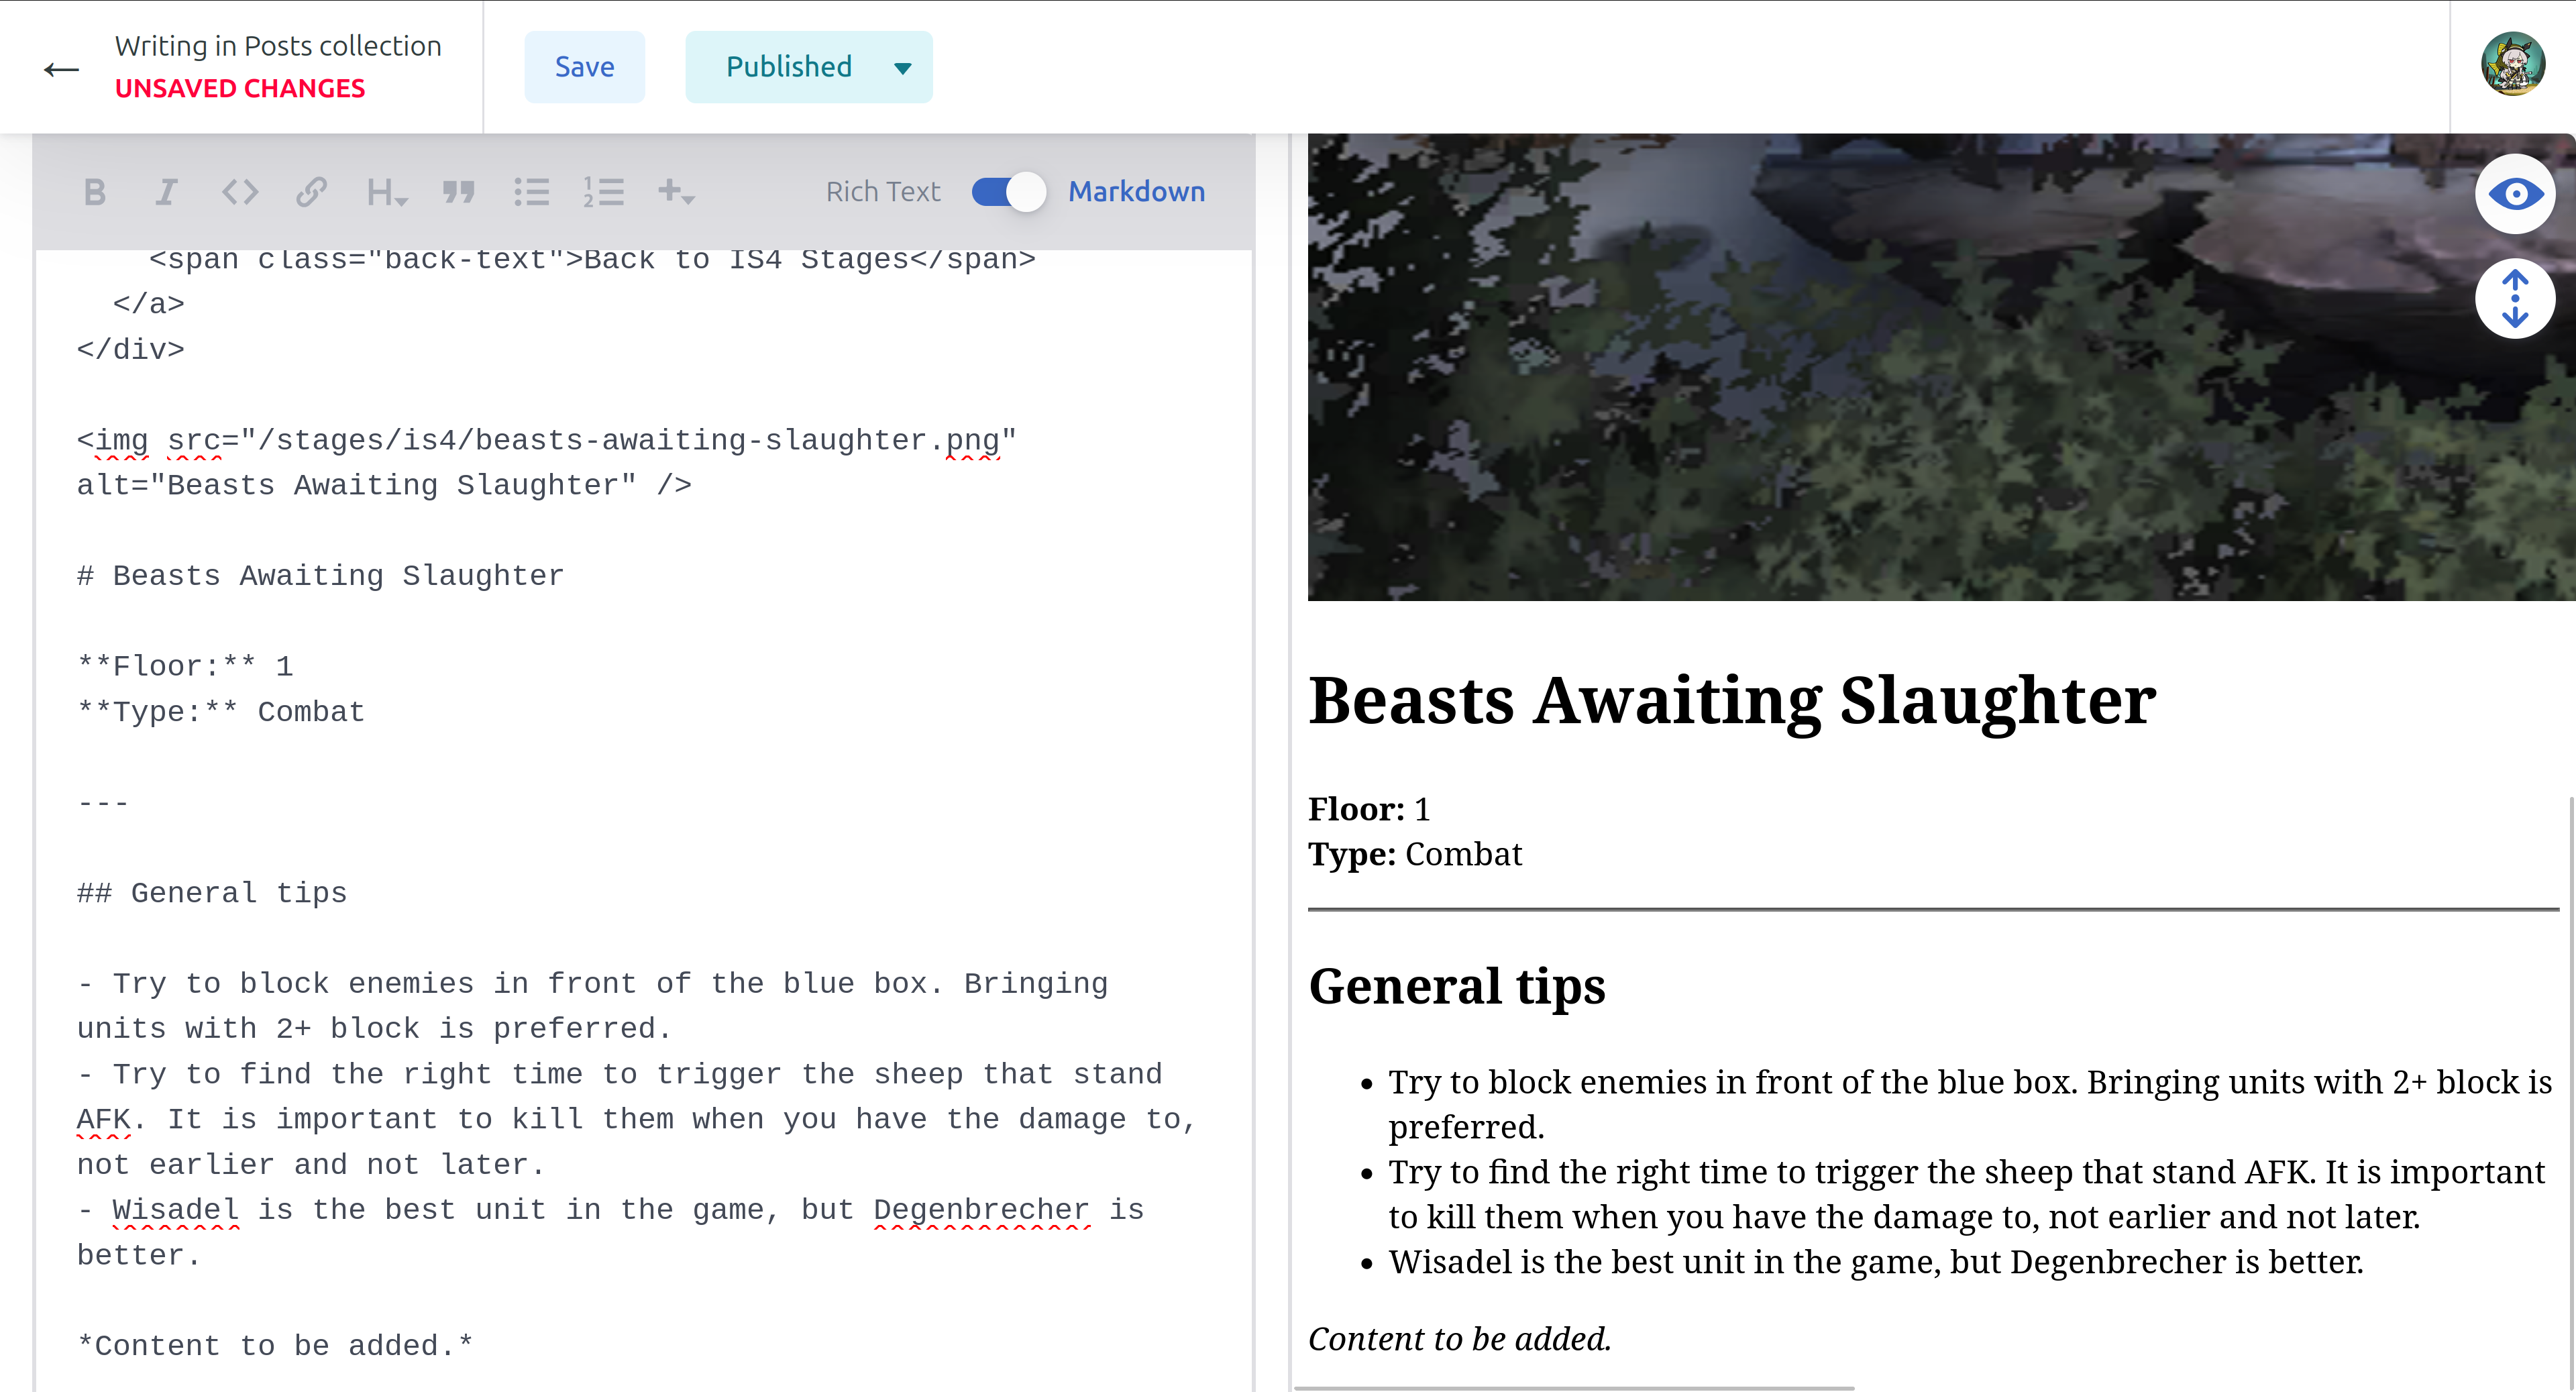 Writing in Posts collection
UNSAVED CHANGES
Save
Published
Rich Text
Markdown
<span class="back-text">Back to IS4 Stages</span>
</a>
</div>
<img src="/stages/is4/beasts-awaiting-slaughter.png"
alt="Beasts Awaiting Slaughter" />
# Beasts Awaiting Slaughter
**Floor:** 1
**Type:** Combat
---
## General tips
- Try to block enemies in front of the blue box. Bringing
units with 2+ block is preferred.
- Try to find the right time to trigger the sheep that stand
AFK. It is important to kill them when you have the damage to,
not earlier and not later.
- Wisadel is the best unit in the game, but Degenbrecher is
better.
*Content to be added.*
Beasts Awaiting Slaughter
Floor: 1
Type: Combat
General tips
• Try to block enemies in front of the blue box. Bringing units with 2+ block is
preferred.
• Try to find the right time to trigger the sheep that stand AFK. It is important
to kill them when you have the damage to, not earlier and not later.
• Wisadel is the best unit in the game, but Degenbrecher is better.
Content to be added.